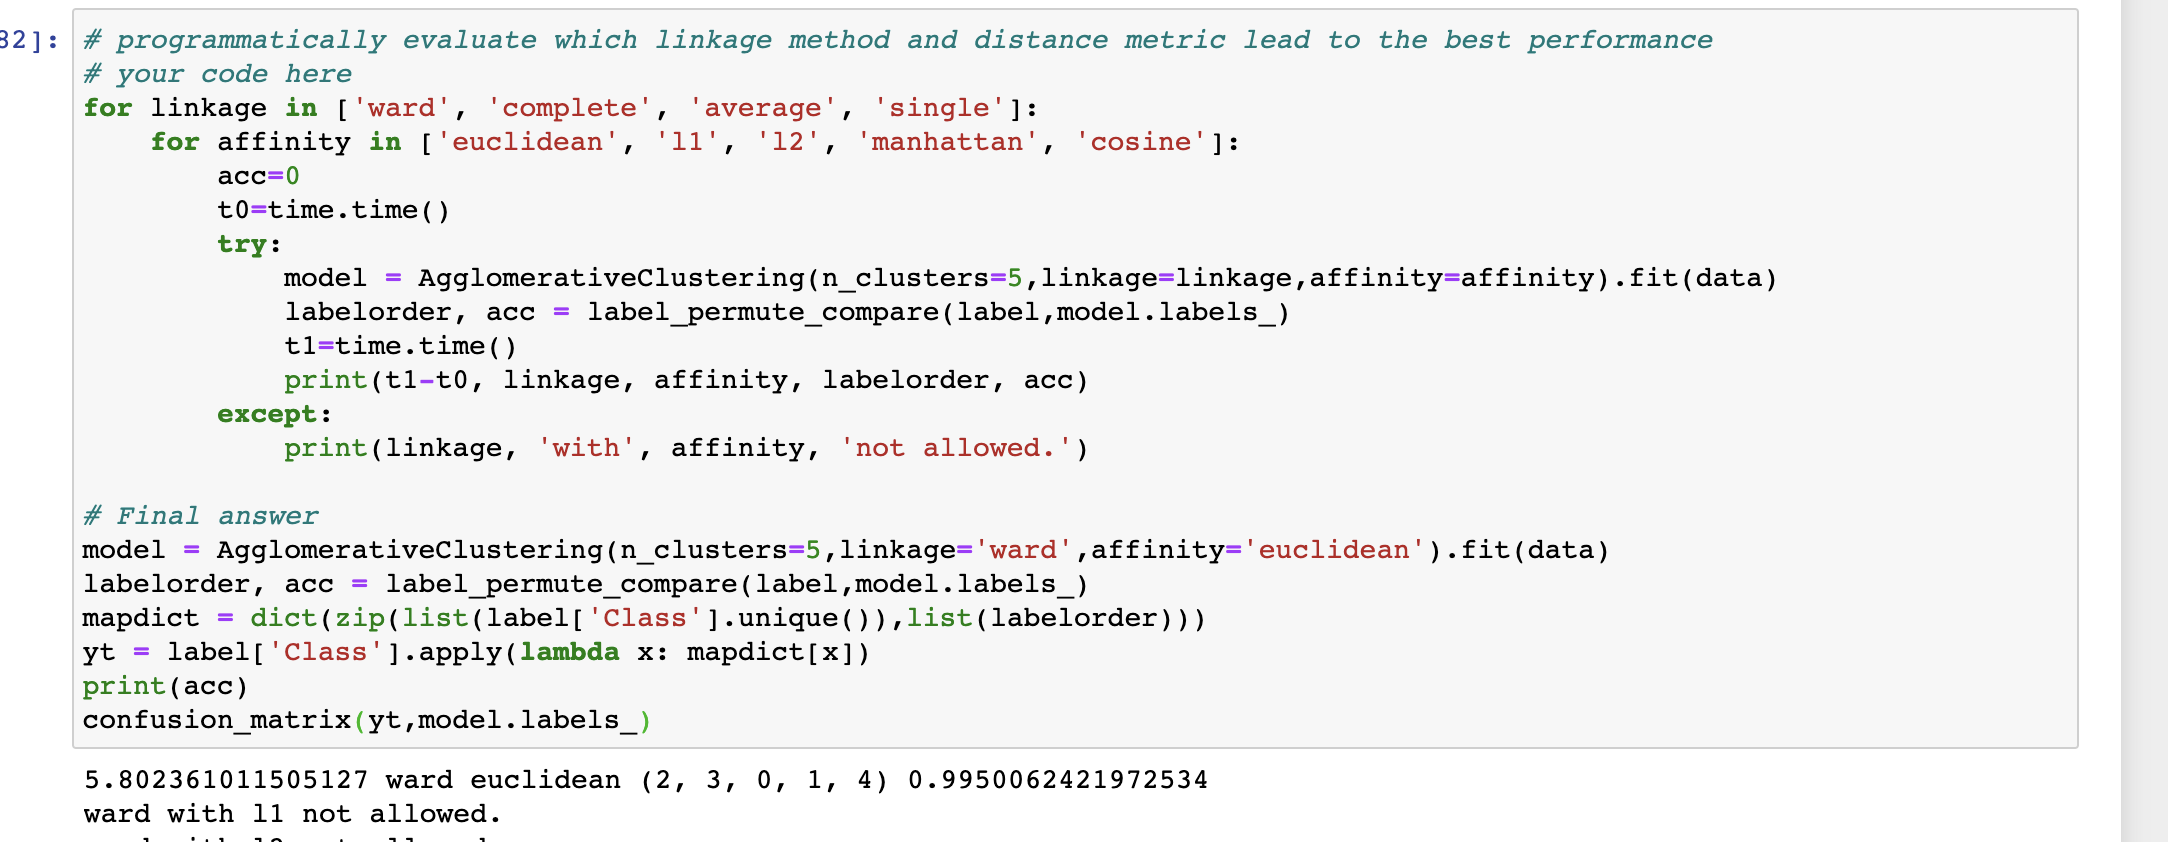 82]:
# programmatically evaluate which linkage method and distance metric lead to the best performance
# your code here
for linkage in ['ward', 'complete', 'average', 'single']:
    for affinity in ['euclidean', 'l1', 'l2', 'manhattan', 'cosine']:
        acc=0
        t0=time.time()
        try:
            model = AgglomerativeClustering(n_clusters=5,linkage=linkage,affinity=affinity).fit(data)
            labelorder, acc = label_permute_compare(label,model.labels_)
            t1=time.time()
            print(t1-t0, linkage, affinity, labelorder, acc)
        except:
            print(linkage, 'with', affinity, 'not allowed.')
# Final answer
model = AgglomerativeClustering(n_clusters=5,linkage='ward',affinity='euclidean').fit(data)
labelorder, acc = label_permute_compare(label,model.labels_)
mapdict = dict(zip(list(label['Class'].unique()),list(labelorder)))
yt = label['Class'].apply(lambda x: mapdict[x])
print(acc)
confusion_matrix(yt,model.labels_)
5.802361011505127 ward euclidean (2, 3, 0, 1, 4) 0.9950062421972534
ward with l1 not allowed.